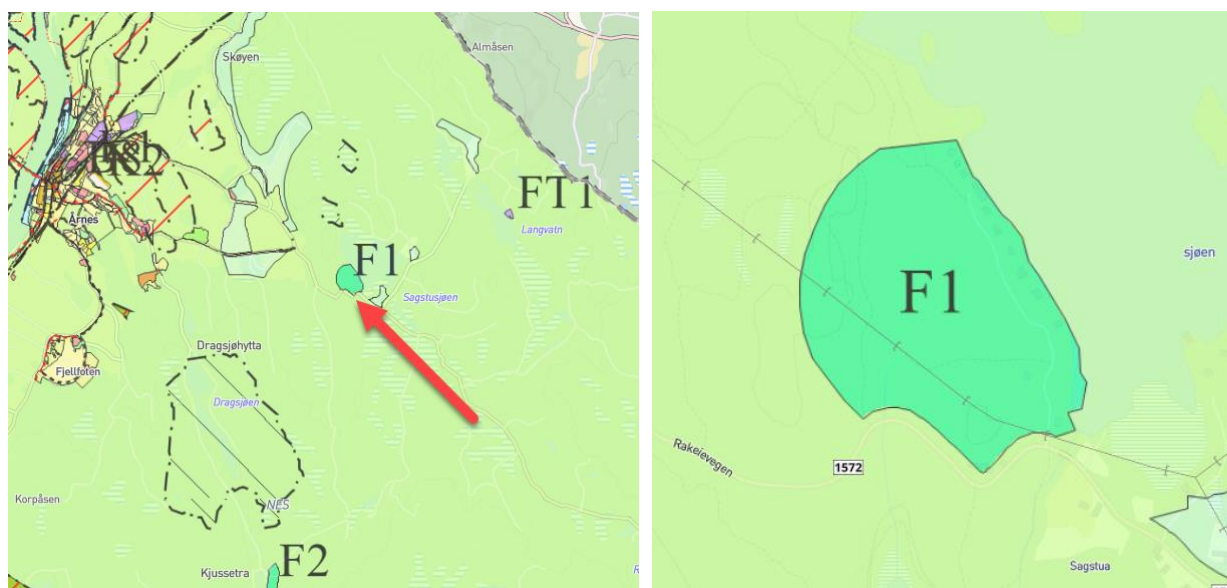 Almåsen
Skøyen
FT1
Årnes
Langvatn
F1
Sagstusjøen
Dragsjøhytta
Fjellfoten
Dragsjøen
Korpåsen
NES
F2
Kjussetra
sjøen
F1
Rakeievegen
1572
Sagstua